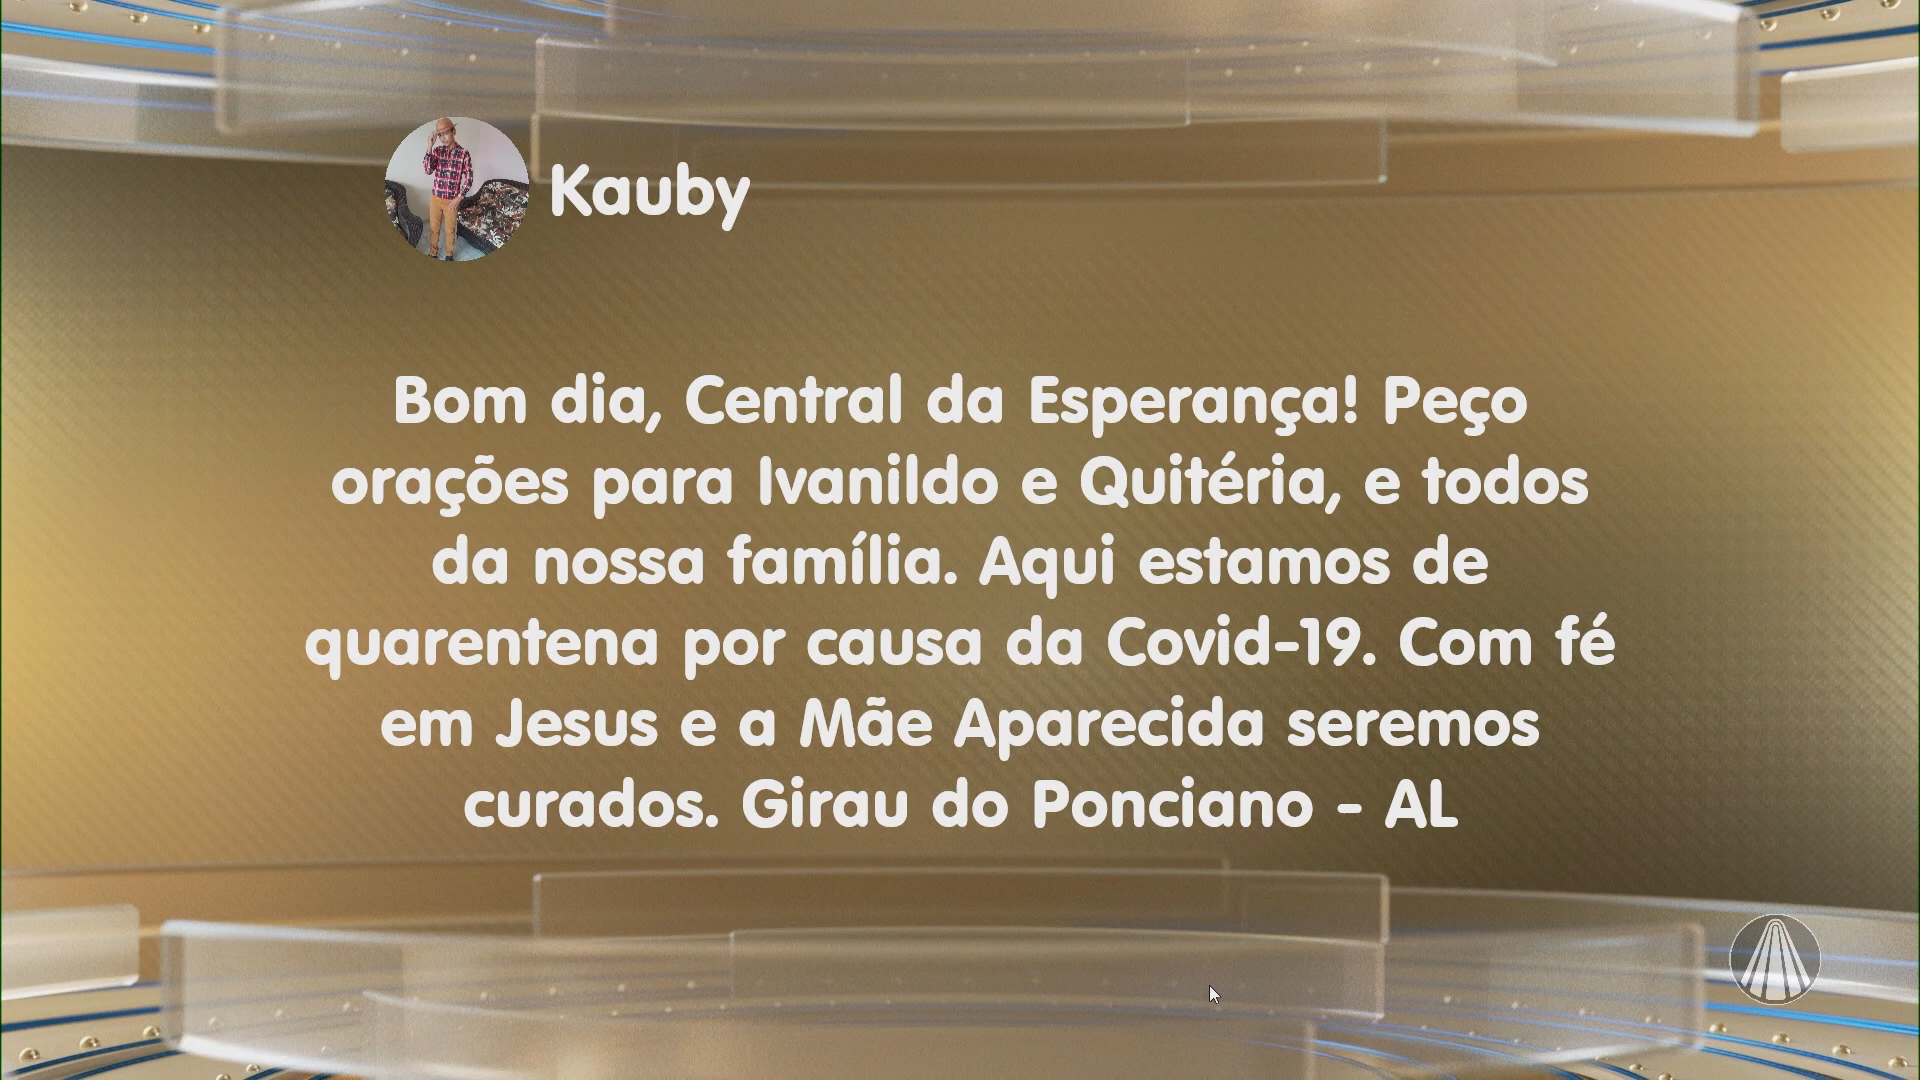 Kauby
Bom dia, Central da Esperança! Peço
orações para Ivanildo e Quitéria, e todos
da nossa família. Aqui estamos de
quarentena por causa da Covid-19. Com fé
em Jesus e a Mãe Aparecida seremos
curados. Girau do Ponciano - AL